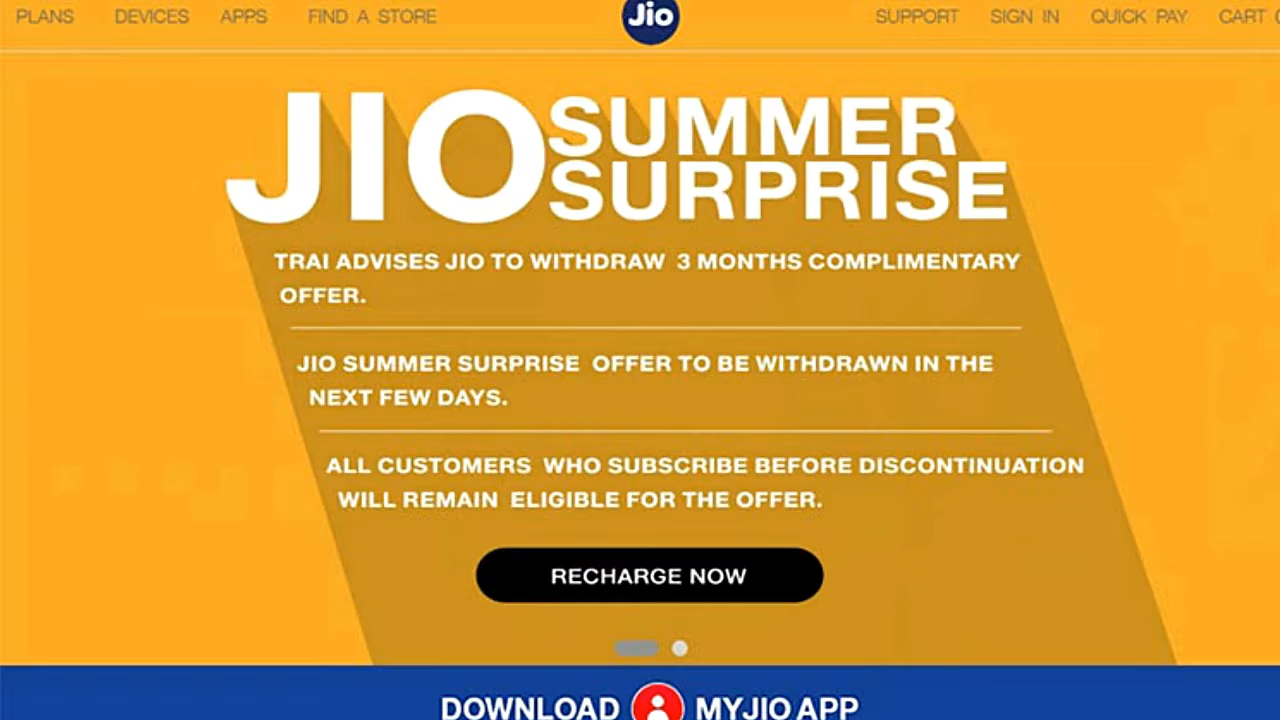 PLANS DEVICES APPS FIND A STORE Jio SUPPORT SIGN IN QUICK PAY CART
JIO SUMMER
SURPRISE
TRAI ADVISES JIO TO WITHDRAW 3 MONTHS COMPLIMENTARY
OFFER.
JIO SUMMER SURPRISE OFFER TO BE WITHDRAWN IN THE
NEXT FEW DAYS.
ALL CUSTOMERS WHO SUBSCRIBE BEFORE DISCONTINUATION
WILL REMAIN ELIGIBLE FOR THE OFFER.
RECHARGE NOW
DOWNLOAD MYJIO APP